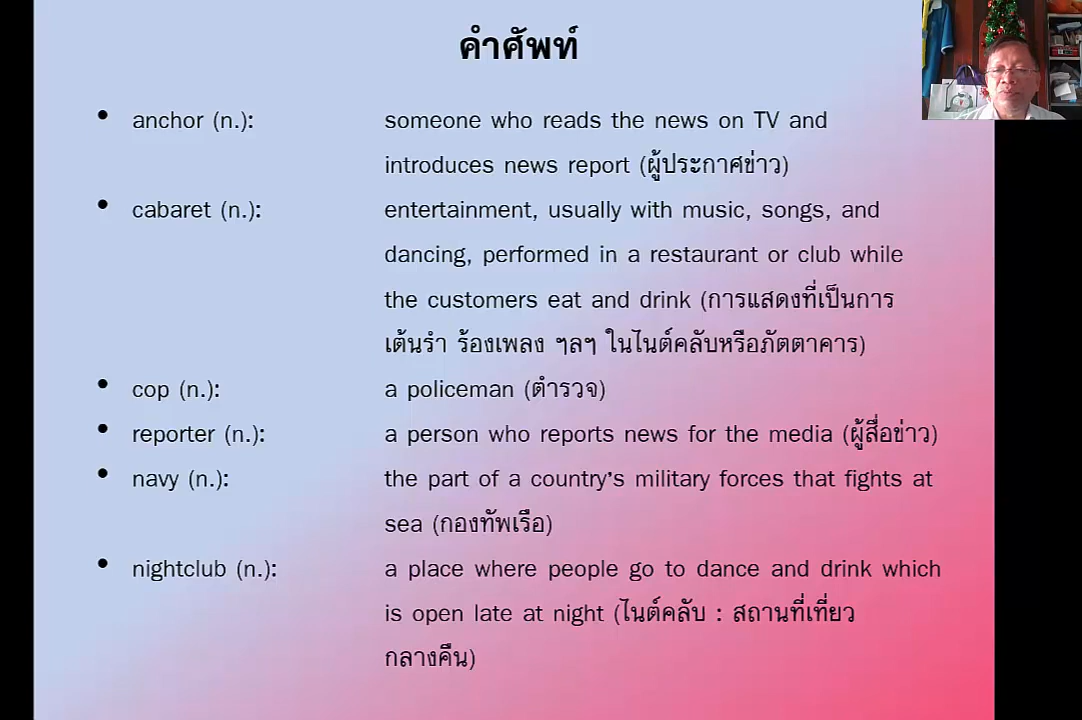 คำศัพท์
• anchor (n.): someone who reads the news on TV and
introduces news report (ผู้ประกาศข่าว)
• cabaret (n.): entertainment, usually with music, songs, and
dancing, performed in a restaurant or club while
the customers eat and drink (การแสดงที่เป็นการ
เต้นรำ ร้องเพลง ฯลฯ ในไนต์คลับหรือภัตตาคาร)
• cop (n.): a policeman (ตำรวจ)
• reporter (n.): a person who reports news for the media (ผู้สื่อข่าว)
• navy (n.): the part of a country's military forces that fights at
sea (กองทัพเรือ)
• nightclub (n.): a place where people go to dance and drink which
is open late at night (ไนต์คลับ : สถานที่เที่ยว
กลางคืน)